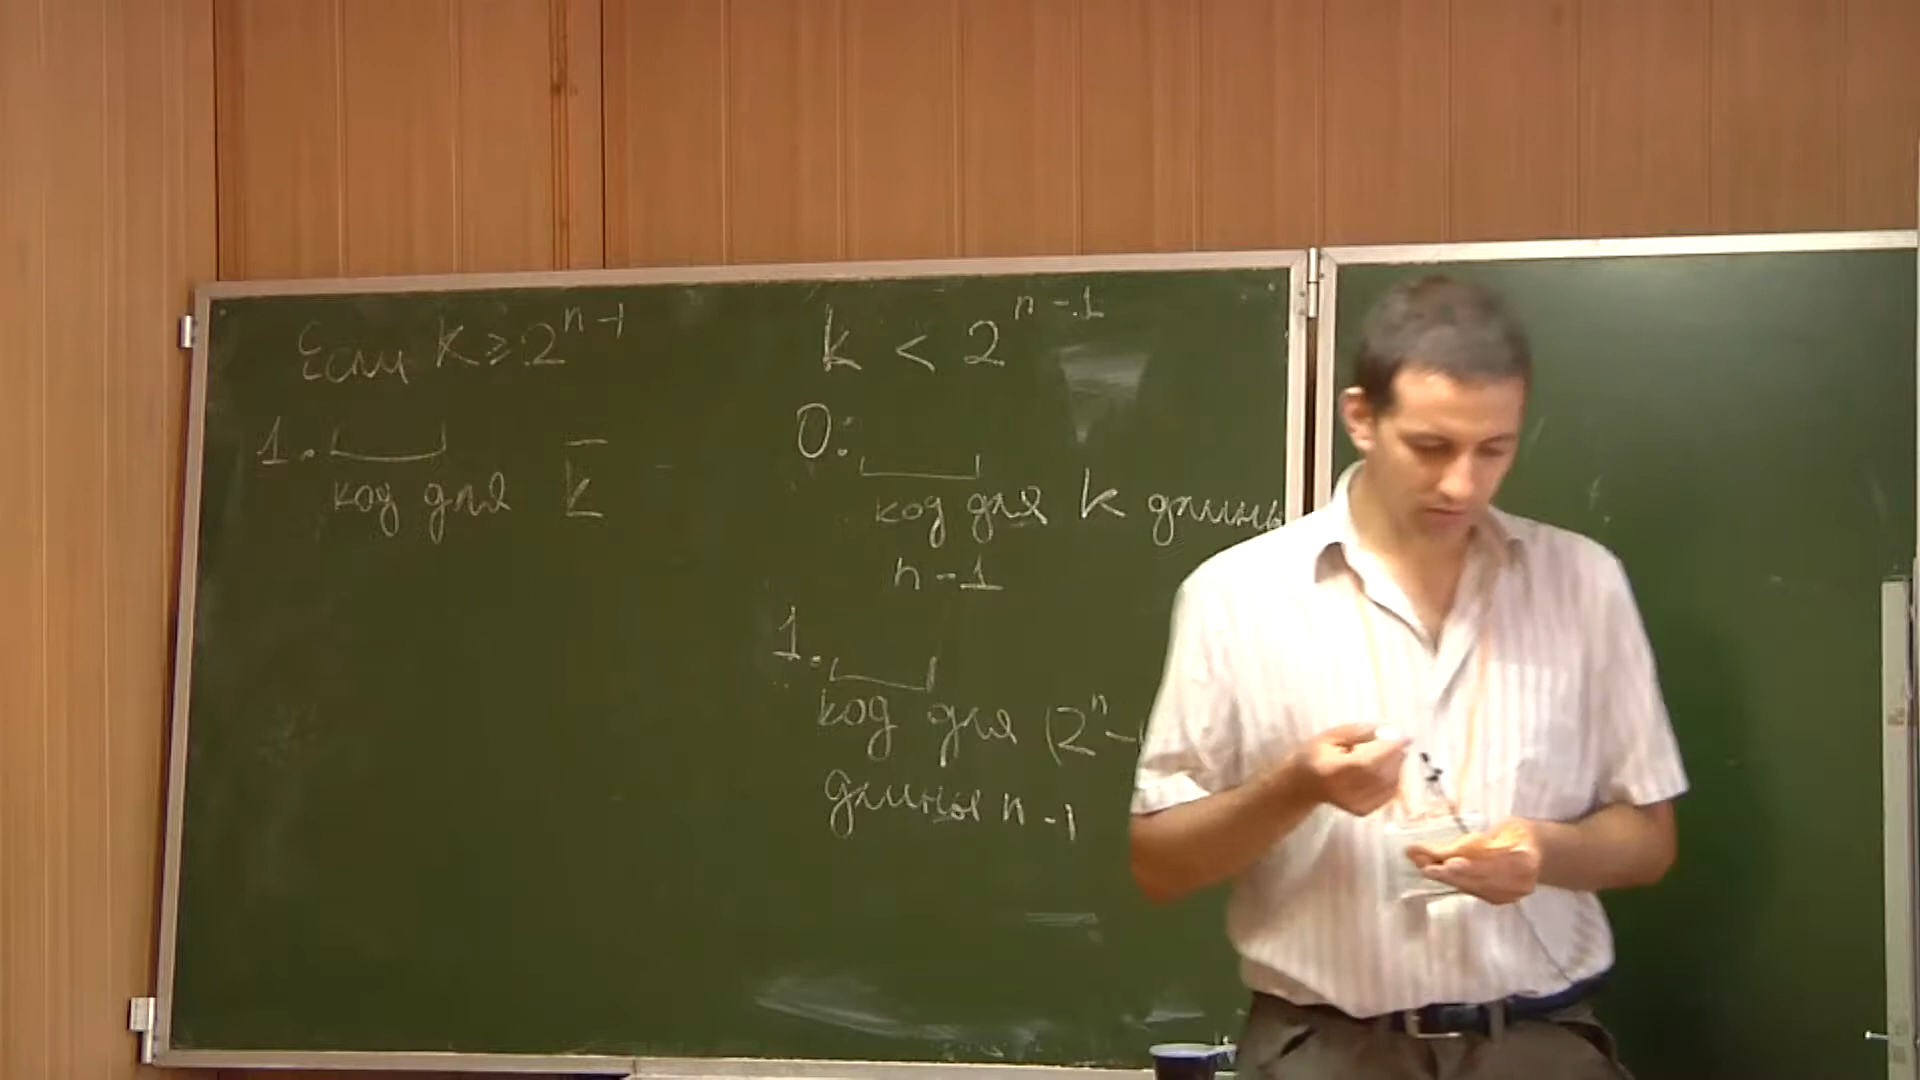 Если K ≥ 2^{n-1}
1. код для k̅
k < 2^{n-1}
0: код для k длины
n-1
1.
код для (2^n -
длины n-1